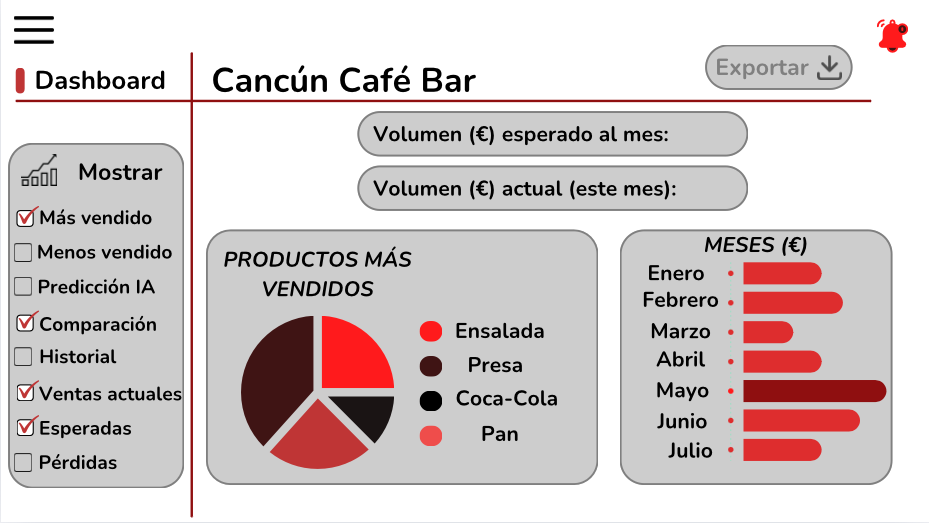 Dashboard
Cancún Café Bar
Exportar
Volumen (€) esperado al mes:
Volumen (€) actual (este mes):
Mostrar
Más vendido
Menos vendido
Predicción IA
Comparación
Historial
Ventas actuales
Esperadas
Pérdidas
PRODUCTOS MÁS
VENDIDOS
Ensalada
Presa
Coca-Cola
Pan
MESES (€)
Enero
Febrero
Marzo
Abril
Mayo
Junio
Julio